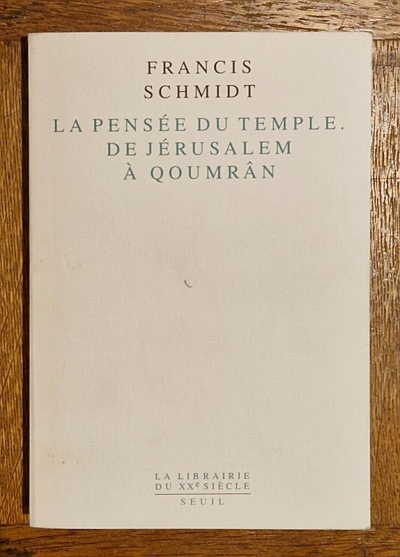 FRANCIS
SCHMIDT
LA PENSÉE DU TEMPLE.
DE JÉRUSALEM
À QOUMRÂN
LA LIBRAIRIE
DU XXe SIÈCLE
SEUIL